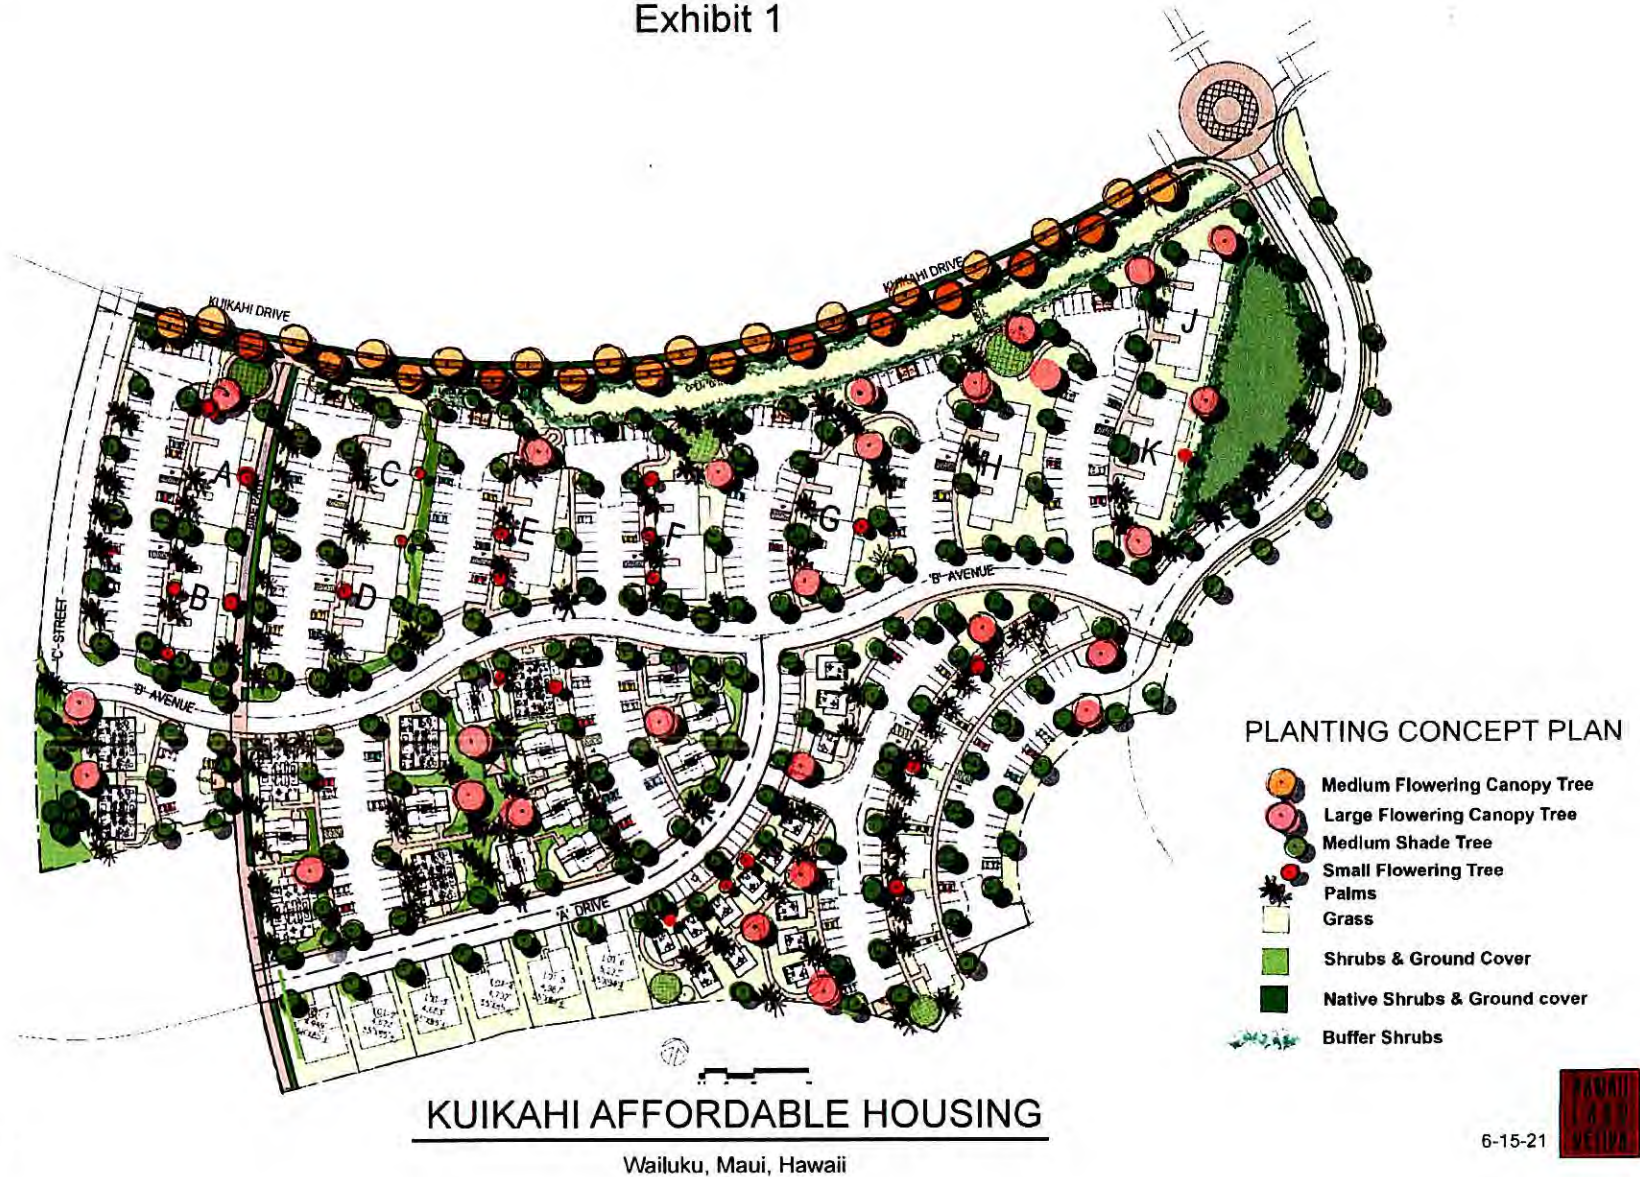 Exhibit 1
KUIKAHI DRIVE
KUIKAHI DRIVE
J
A
C
E
F
G
H
K
B
D
'B' AVENUE
'C' STREET
'B' AVENUE
'A' DRIVE
PLANTING CONCEPT PLAN
Medium Flowering Canopy Tree
Large Flowering Canopy Tree
Medium Shade Tree
Small Flowering Tree
Palms
Grass
Shrubs & Ground Cover
Native Shrubs & Ground cover
Buffer Shrubs
KUIKAHI AFFORDABLE HOUSING
Wailuku, Maui, Hawaii
6-15-21
HAWAII
LAND